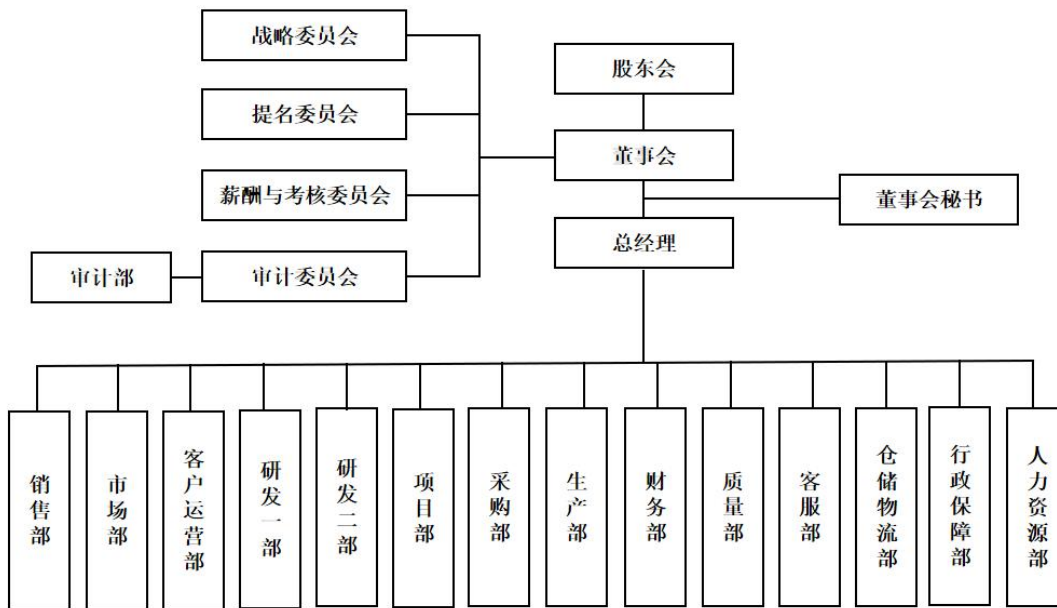 战略委员会
股东会
提名委员会
董事会
薪酬与考核委员会
董事会秘书
总经理
审计部
审计委员会
销售部
市场部
客户运营部
研发一部
研发二部
项目部
采购部
生产部
财务部
质量部
客服部
仓储物流部
行政保障部
人力资源部